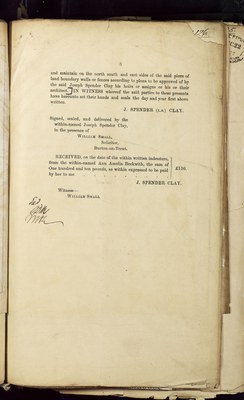 3
and materials on the north south and east sides of the said piece of
land boundary walls or fences according to plans to be approved of by
the said Joseph Spender Clay his heirs or assigns or his or their
architect IN WITNESS whereof the said parties to these presents
have hereunto set their hands and seals the day and year first above
written.
J. SPENDER (L.S.) CLAY.
Signed, sealed, and delivered by the
within-named Joseph Spender Clay,
in the presence of
WILLIAM SMALL,
Solicitor,
Burton-on-Trent.
RECEIVED, on the date of the within written indenture,
from the within-named Ann Amelia Beckwith, the sum of
One hundred and ten pounds, as within expressed to be paid
by her to me
£110.
J. SPENDER CLAY.
Witness—
WILLIAM SMALL.